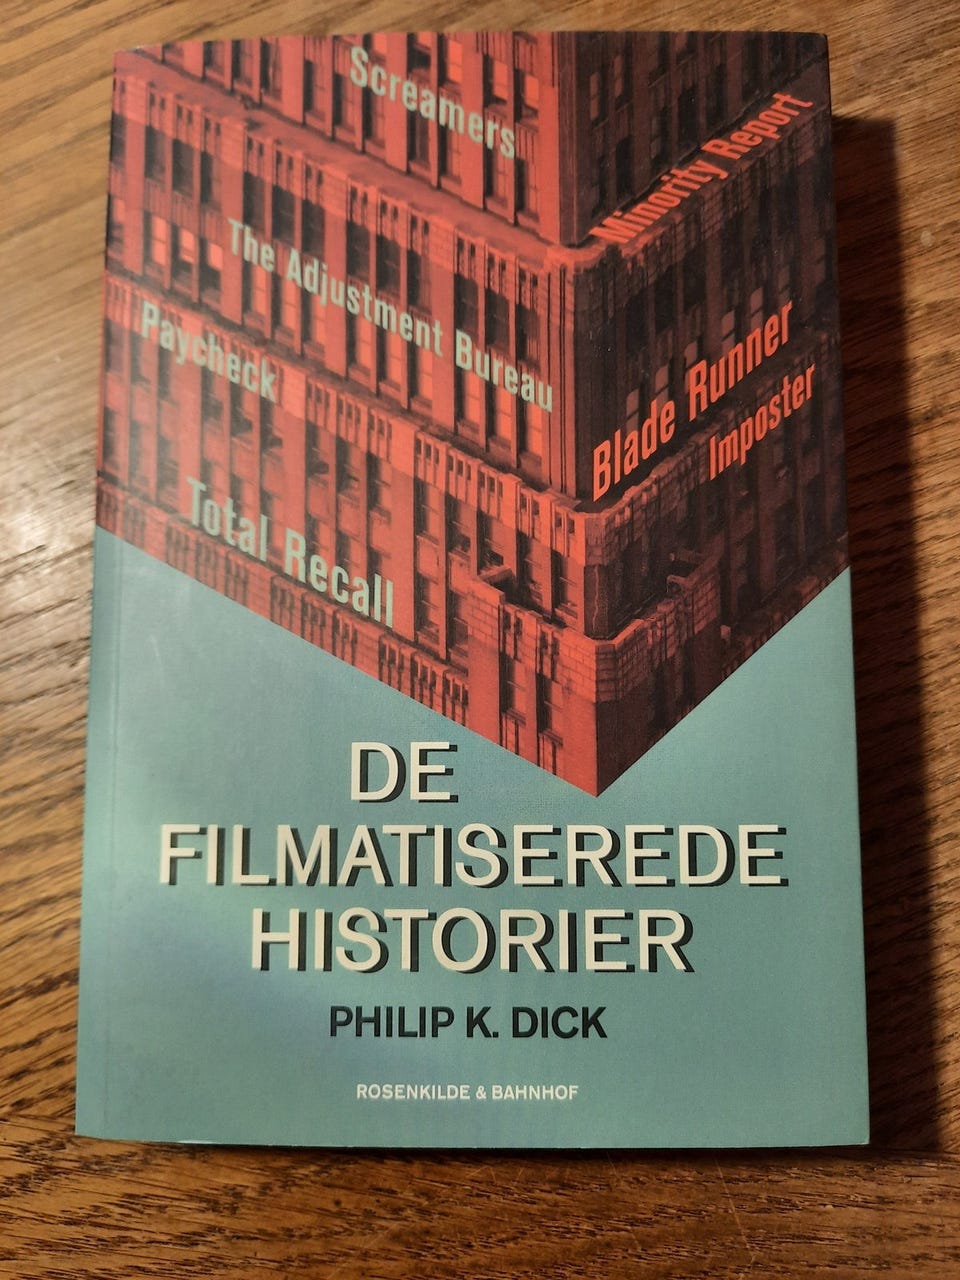 Screamers
Minority Report
The Adjustment Bureau
Paycheck
Blade Runner
Imposter
Total Recall
DE
FILMATISEREDE
HISTORIER
PHILIP K. DICK
ROSENKILDE & BAHNHOF